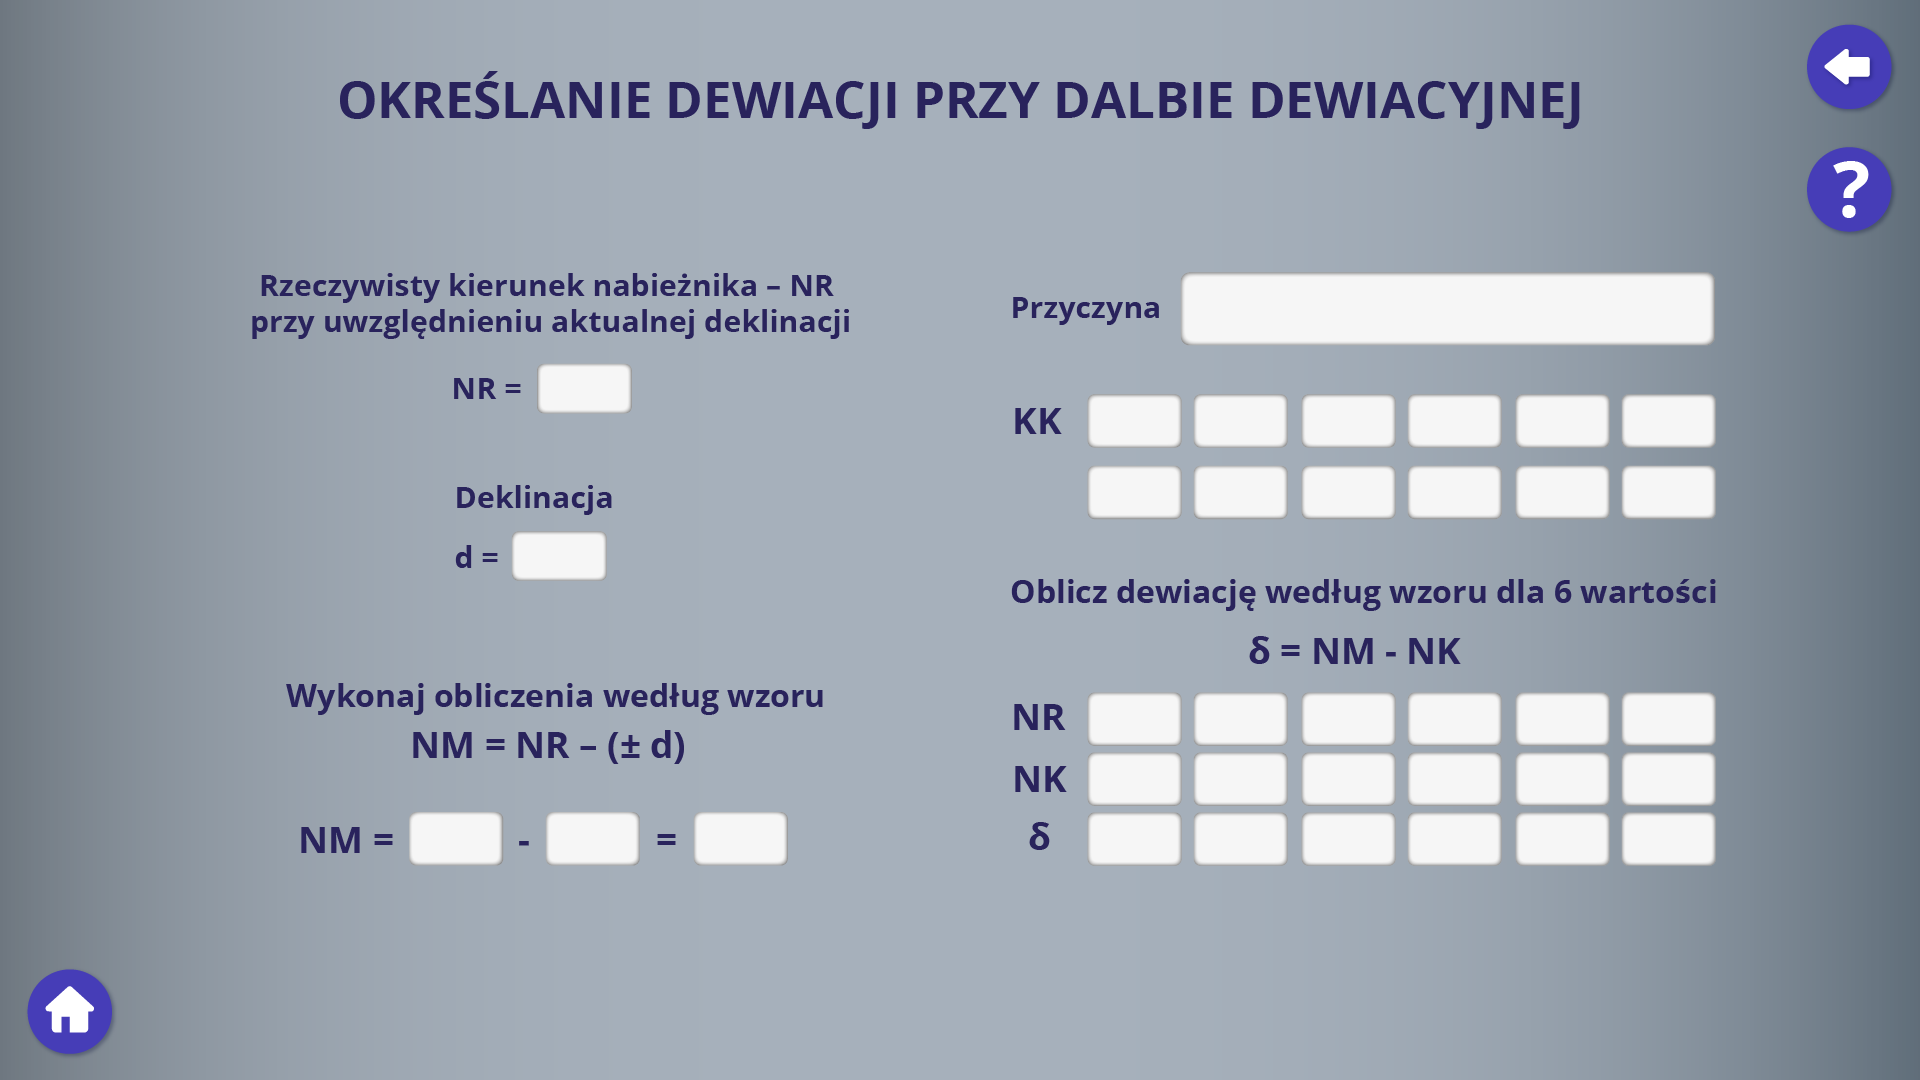 OKREŚLANIE DEWIACJI PRZY DALBIE DEWIACYJNEJ
?
Rzeczywisty kierunek nabieżnika – NR
przy uwzględnieniu aktualnej deklinacji
NR =
Deklinacja
d =
Wykonaj obliczenia według wzoru
NM = NR – (± d)
NM = - =
Przyczyna
KK
Oblicz dewiację według wzoru dla 6 wartości
δ = NM - NK
NR
NK
δ